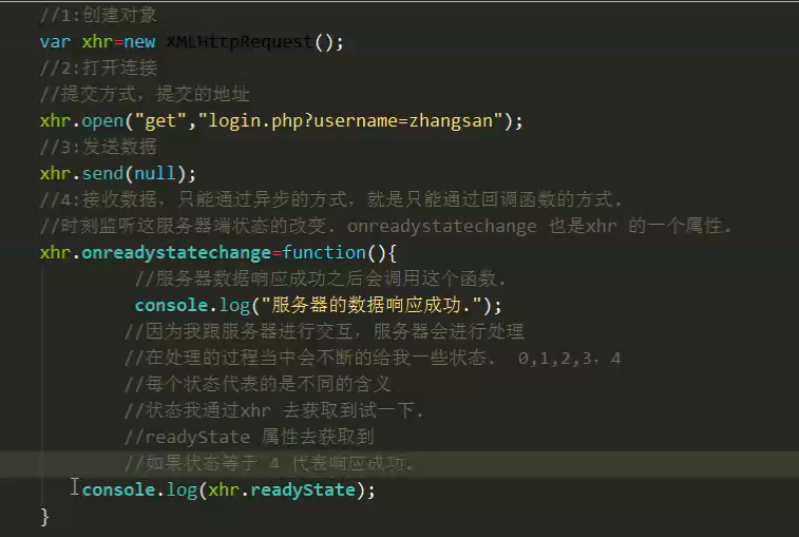 //1:创建对象
var xhr=new XMLHttpRequest();
//2:打开连接
//提交方式，提交的地址
xhr.open("get","login.php?username=zhangsan");
//3:发送数据
xhr.send(null);
//4:接收数据，只能通过异步的方式，就是只能通过回调函数的方式.
//时刻监听这服务器端状态的改变. onreadystatechange 也是xhr 的一个属性.
xhr.onreadystatechange=function(){
//服务器数据响应成功之后会调用这个函数.
console.log("服务器的数据响应成功.");
//因为我跟服务器进行交互，服务器会进行处理
//在处理的过程当中会不断的给我一些状态. 0,1,2,3，4
//每个状态代表的是不同的含义
//状态我通过xhr 去获取到试一下.
//readyState 属性去获取到
//如果状态等于 4 代表响应成功.
console.log(xhr.readyState);
}